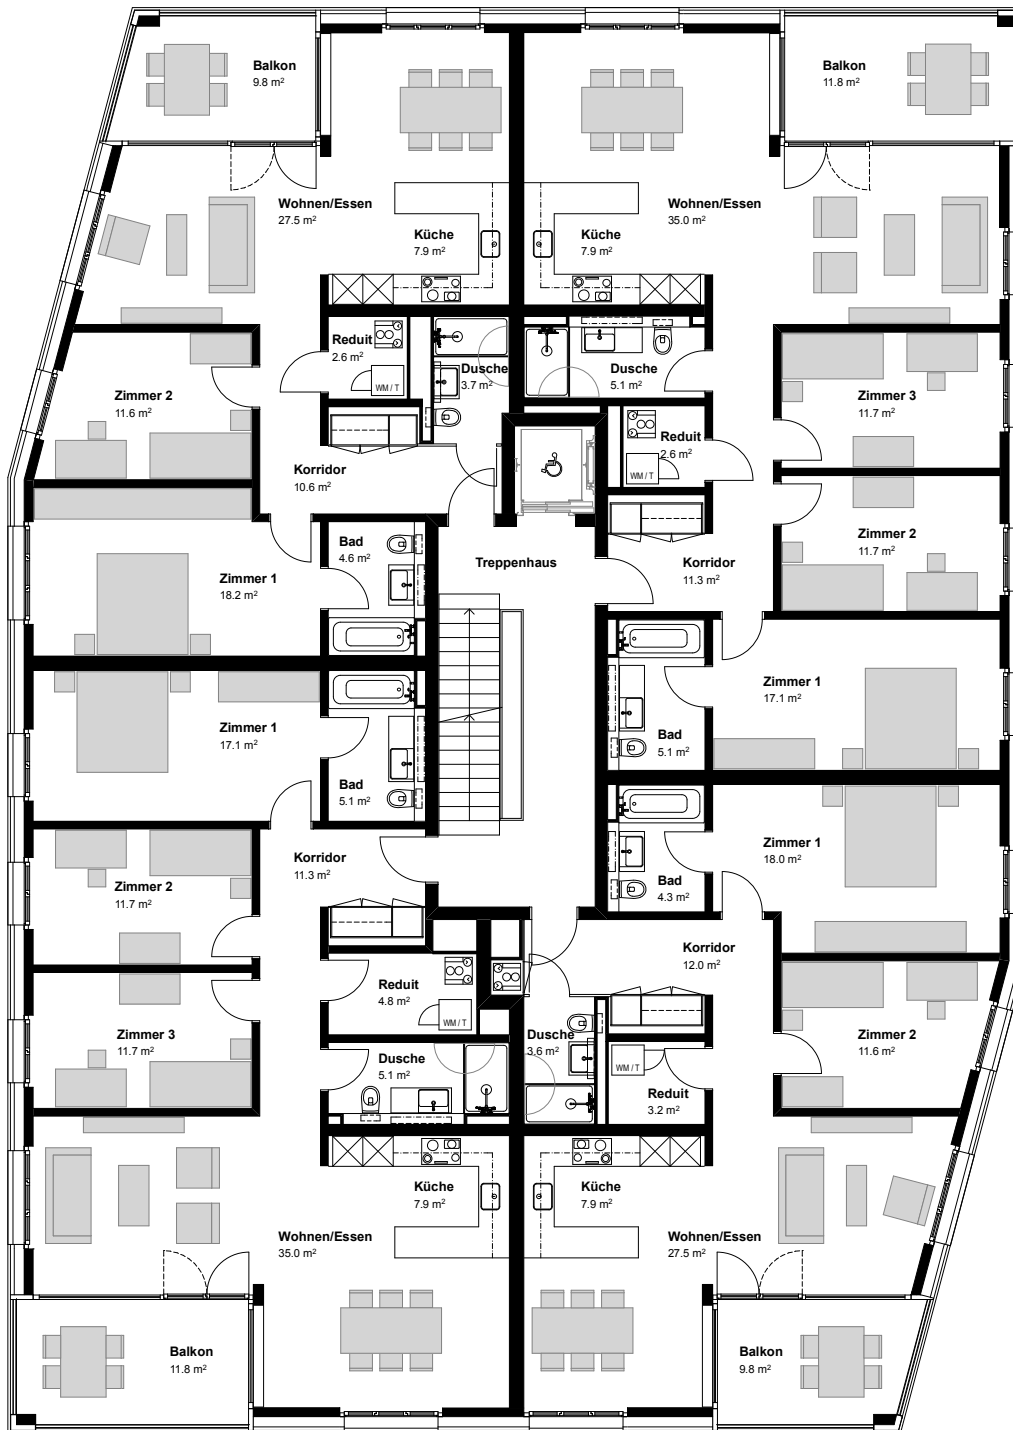 Balkon
9.8 m²
Balkon
11.8 m²
Wohnen/Essen
27.5 m²
Küche
7.9 m²
Wohnen/Essen
35.0 m²
Küche
7.9 m²
Reduit
2.6 m²
WM / T
Dusche
3.7 m²
Dusche
5.1 m²
Zimmer 2
11.6 m²
Zimmer 3
11.7 m²
Reduit
2.6 m²
WM / T
Korridor
10.6 m²
Bad
4.6 m²
Treppenhaus
Korridor
11.3 m²
Zimmer 2
11.7 m²
Zimmer 1
18.2 m²
Zimmer 1
17.1 m²
Bad
5.1 m²
Bad
5.1 m²
Zimmer 1
17.1 m²
Zimmer 1
18.0 m²
Bad
4.3 m²
Korridor
11.3 m²
Zimmer 2
11.7 m²
Korridor
12.0 m²
Reduit
4.8 m²
WM / T
Zimmer 3
11.7 m²
Dusche
5.1 m²
Dusche
3.6 m²
WM / T
Reduit
3.2 m²
Zimmer 2
11.6 m²
Küche
7.9 m²
Wohnen/Essen
35.0 m²
Küche
7.9 m²
Wohnen/Essen
27.5 m²
Balkon
11.8 m²
Balkon
9.8 m²